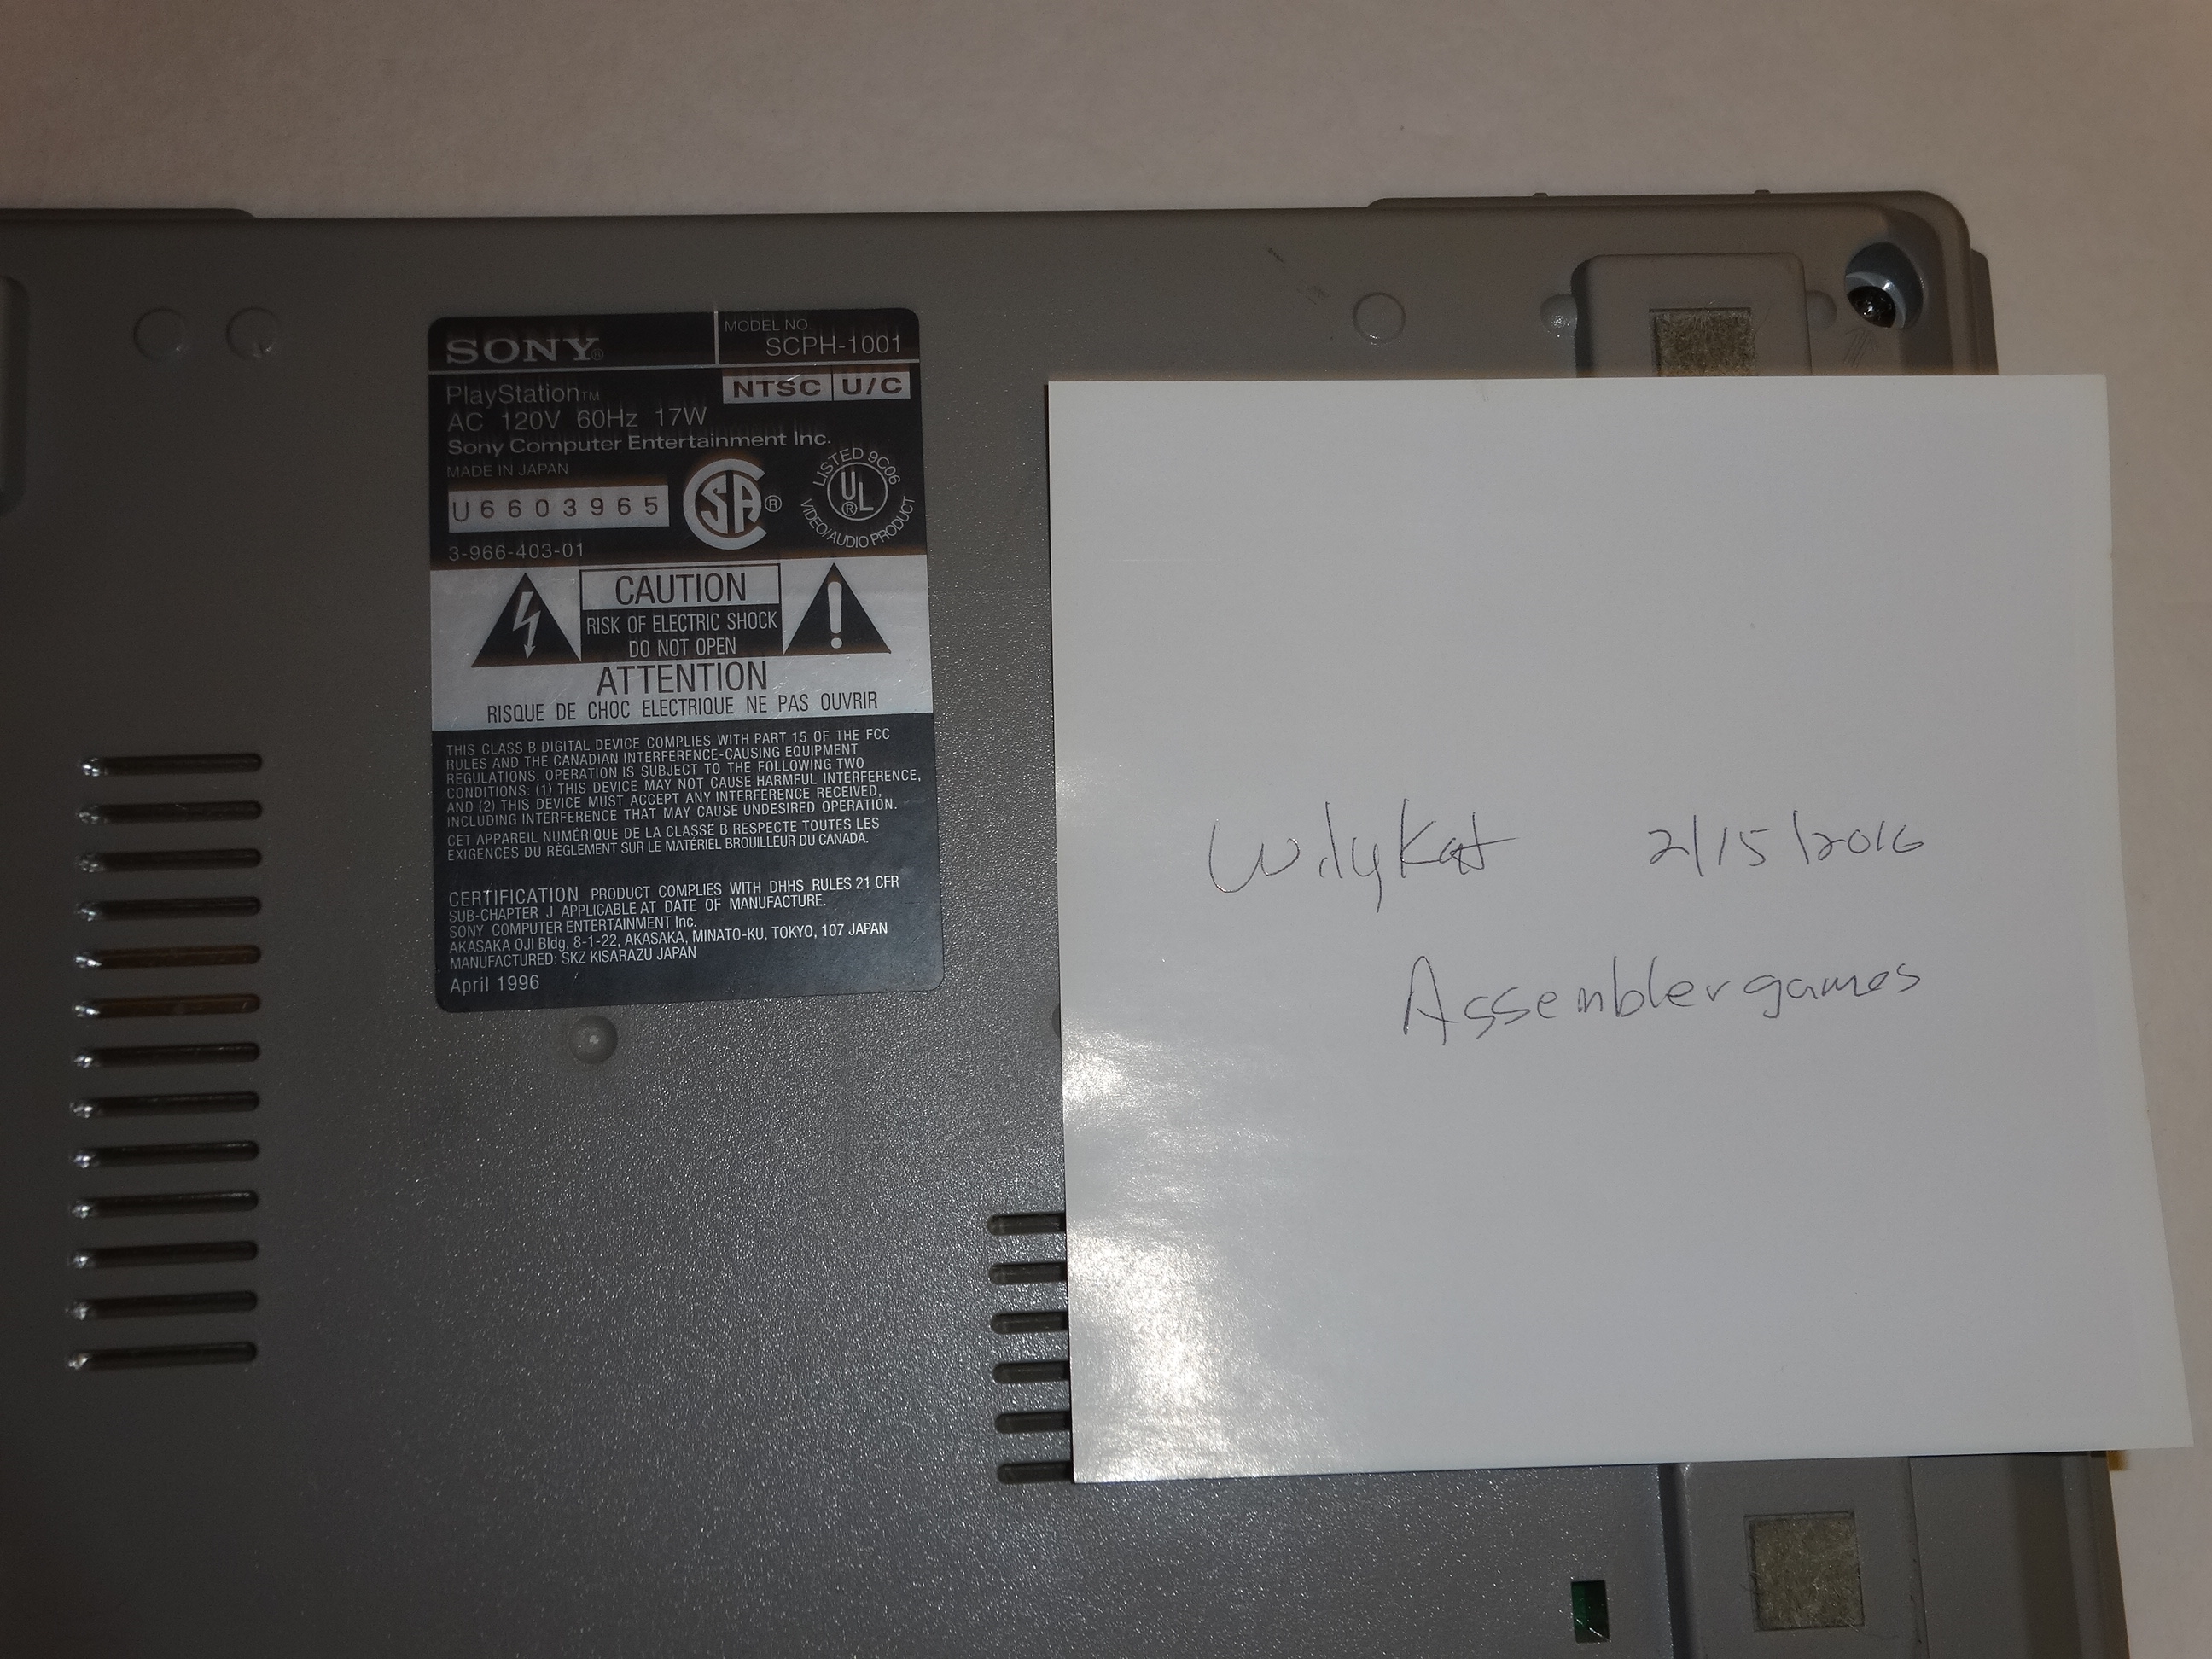 SONY®
MODEL NO.
SCPH-1001
PlayStation™
NTSC U/C
AC 120V 60Hz 17W
Sony Computer Entertainment Inc.
MADE IN JAPAN
U6603965
3-966-403-01
SA ®
LISTED 9C06
UL ®
VIDEO/AUDIO PRODUCT
CAUTION
RISK OF ELECTRIC SHOCK
DO NOT OPEN
ATTENTION
RISQUE DE CHOC ELECTRIQUE NE PAS OUVRIR
THIS CLASS B DIGITAL DEVICE COMPLIES WITH PART 15 OF THE FCC
RULES AND THE CANADIAN INTERFERENCE-CAUSING EQUIPMENT
REGULATIONS. OPERATION IS SUBJECT TO THE FOLLOWING TWO
CONDITIONS: (1) THIS DEVICE MAY NOT CAUSE HARMFUL INTERFERENCE,
AND (2) THIS DEVICE MUST ACCEPT ANY INTERFERENCE RECEIVED,
INCLUDING INTERFERENCE THAT MAY CAUSE UNDESIRED OPERATION.
CET APPAREIL NUMÉRIQUE DE LA CLASSE B RESPECTE TOUTES LES
EXIGENCES DU RÈGLEMENT SUR LE MATÉRIEL BROUILLEUR DU CANADA.
CERTIFICATION PRODUCT COMPLIES WITH DHHS RULES 21 CFR
SUB-CHAPTER J APPLICABLE AT DATE OF MANUFACTURE.
SONY COMPUTER ENTERTAINMENT Inc.
AKASAKA OJI Bldg, 8-1-22, AKASAKA, MINATO-KU, TOKYO, 107 JAPAN
MANUFACTURED: SKZ KISARAZU JAPAN
April 1996
WilyKat 2/15/2016
Assemblergames